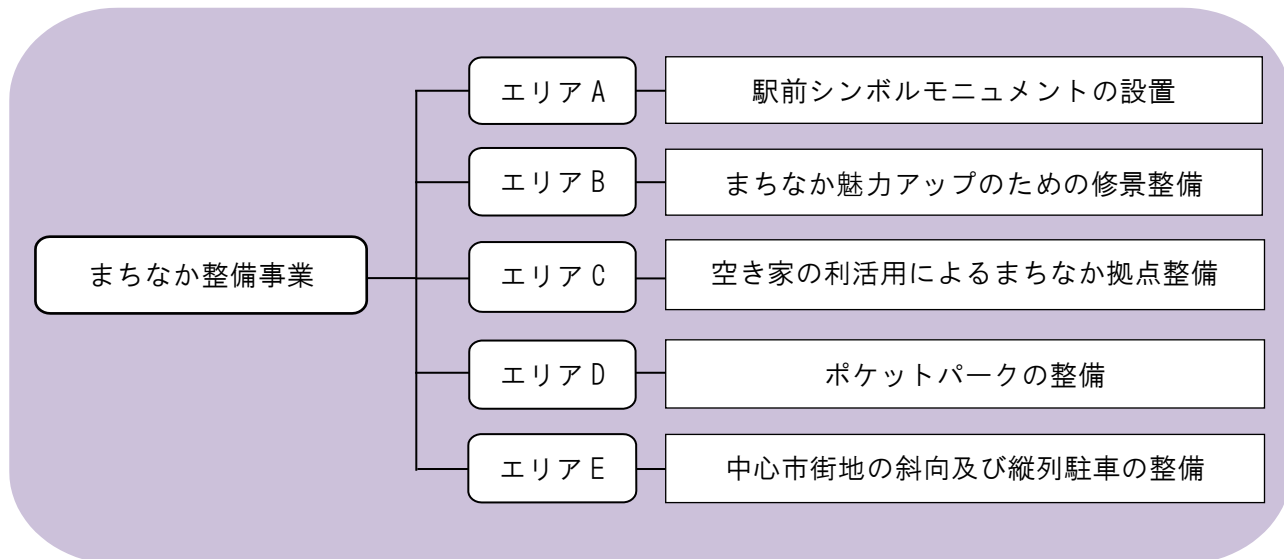 まちなか整備事業
エリアA
駅前シンボルモニュメントの設置
エリアB
まちなか魅力アップのための修景整備
エリアC
空き家の利活用によるまちなか拠点整備
エリアD
ポケットパークの整備
エリアE
中心市街地の斜向及び縦列駐車の整備